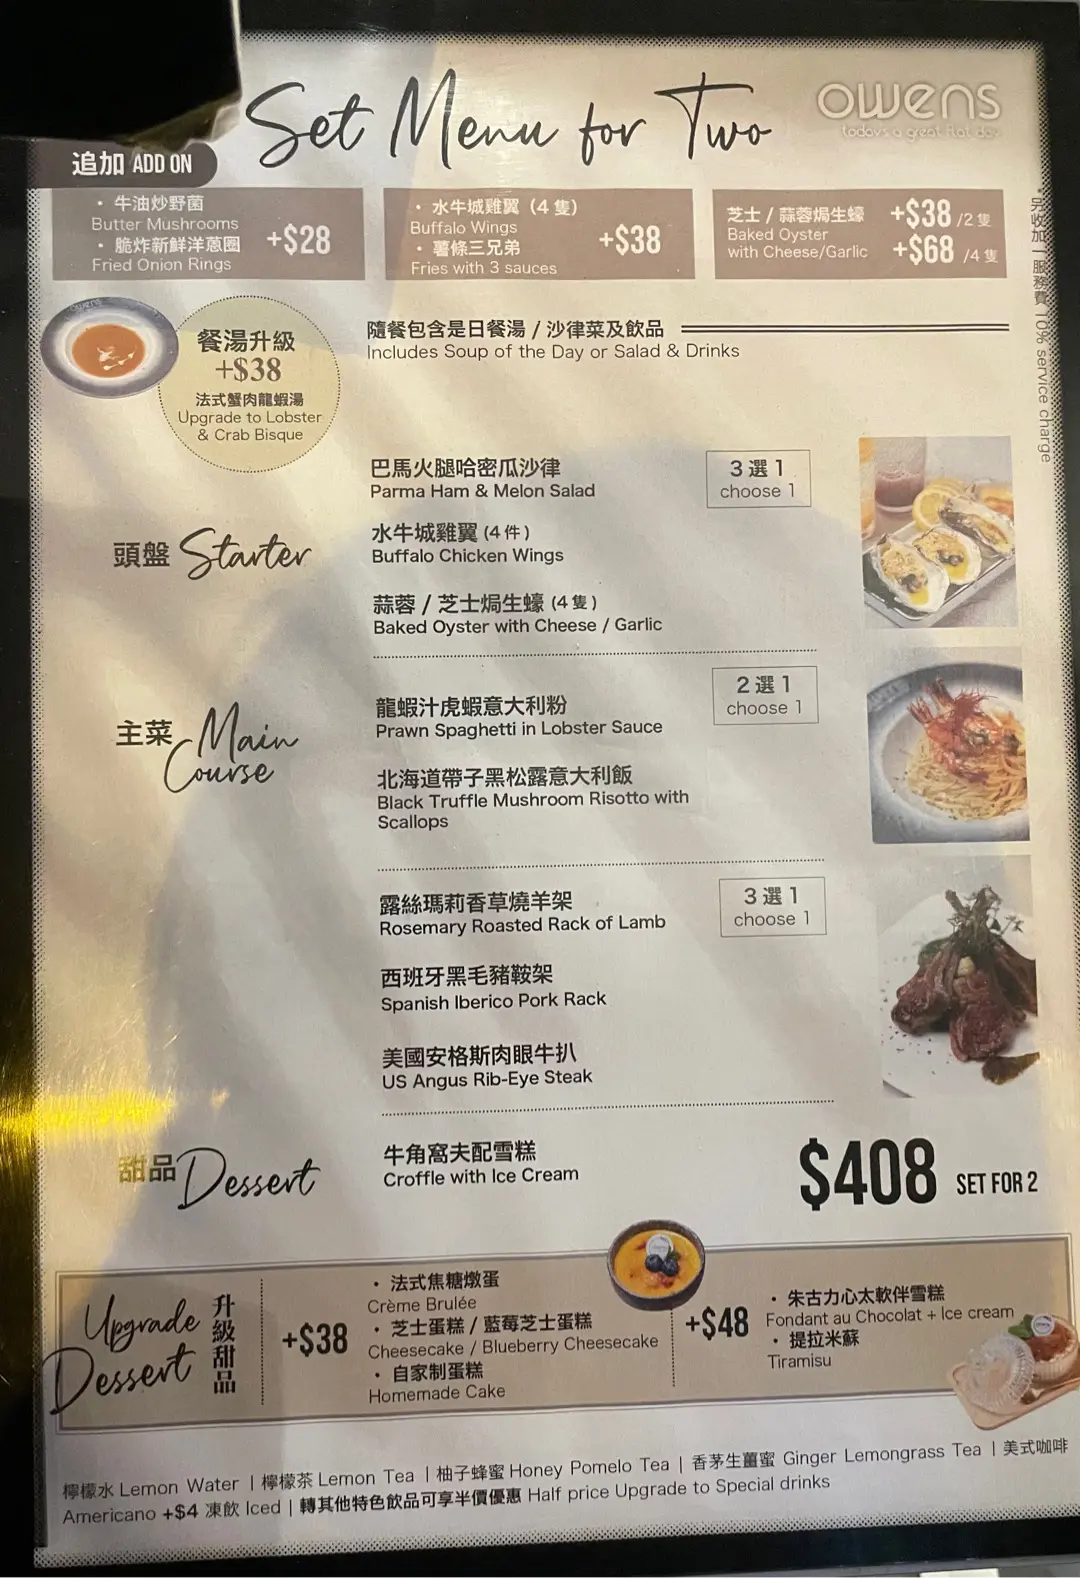 Set Menu for Two
owens
today's a great flat day
追加 ADD ON
・ 牛油炒野菌
Butter Mushrooms
・ 脆炸新鮮洋蔥圈
Fried Onion Rings
+$28
・ 水牛城雞翼 (4 隻)
Buffalo Wings
・ 薯條三兄弟
Fries with 3 sauces
+$38
芝士 / 蒜蓉焗生蠔
Baked Oyster
with Cheese/Garlic
+$38 /2 隻
+$68 /4 隻
收加一服務費 10% service charge
餐湯升級
+$38
法式蟹肉龍蝦湯
Upgrade to Lobster
& Crab Bisque
隨餐包含是日餐湯 / 沙律菜及飲品
Includes Soup of the Day or Salad & Drinks
頭盤 Starter
巴馬火腿哈密瓜沙律
Parma Ham & Melon Salad
3 選 1
choose 1
水牛城雞翼 (4 件)
Buffalo Chicken Wings
蒜蓉 / 芝士焗生蠔 (4 隻)
Baked Oyster with Cheese / Garlic
主菜 Main
Course
龍蝦汁虎蝦意大利粉
Prawn Spaghetti in Lobster Sauce
2 選 1
choose 1
北海道帶子黑松露意大利飯
Black Truffle Mushroom Risotto with
Scallops
露絲瑪莉香草燒羊架
Rosemary Roasted Rack of Lamb
3 選 1
choose 1
西班牙黑毛豬鞍架
Spanish Iberico Pork Rack
美國安格斯肉眼牛扒
US Angus Rib-Eye Steak
甜品 Dessert
牛角窩夫配雪糕
Croffle with Ice Cream
$408 SET FOR 2
Upgrade
Dessert
升級甜品
+$38
・ 法式焦糖燉蛋
Crème Brulée
・ 芝士蛋糕 / 藍莓芝士蛋糕
Cheesecake / Blueberry Cheesecake
・ 自家制蛋糕
Homemade Cake
+$48
・ 朱古力心太軟伴雪糕
Fondant au Chocolat + Ice cream
・ 提拉米蘇
Tiramisu
檸檬水 Lemon Water | 檸檬茶 Lemon Tea | 柚子蜂蜜 Honey Pomelo Tea | 香茅生薑蜜 Ginger Lemongrass Tea | 美式咖啡
Americano +$4 凍飲 Iced | 轉其他特色飲品可享半價優惠 Half price Upgrade to Special drinks